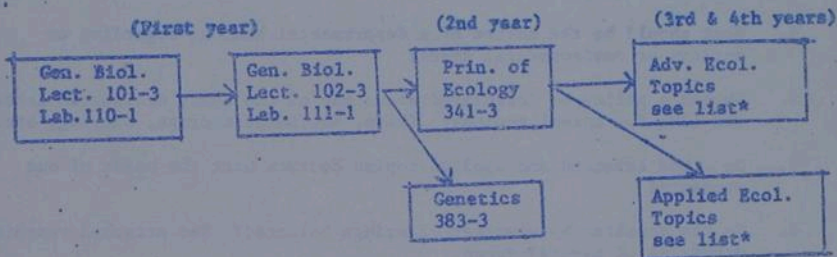 (First year)
(2nd year)
(3rd & 4th years)
Gen. Biol.
Lect. 101-3
Lab. 110-1
Gen. Biol.
Lect. 102-3
Lab. 111-1
Prin. of
Ecology
341-3
Adv. Ecol.
Topics
see list*
Genetics
383-3
Applied Ecol.
Topics
see list*